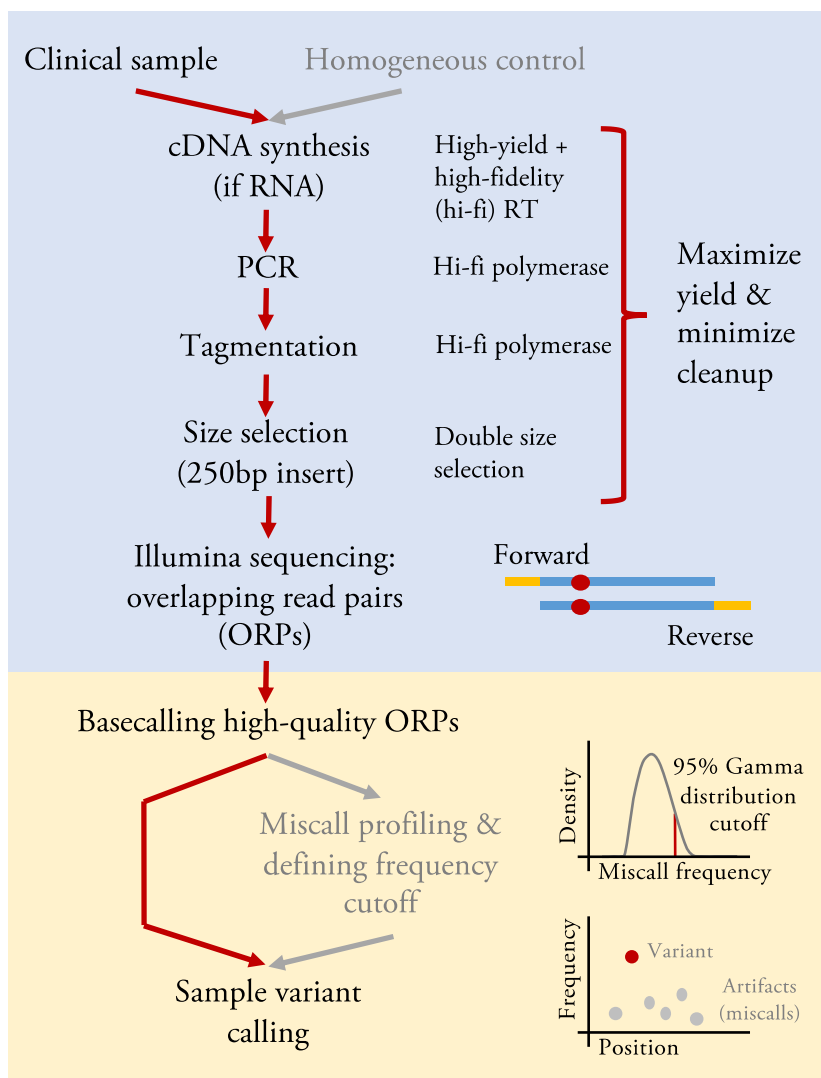 Clinical sample
Homogeneous control
cDNA synthesis
(if RNA)
High-yield +
high-fidelity
(hi-fi) RT
PCR
Hi-fi polymerase
Tagmentation
Hi-fi polymerase
Size selection
(250bp insert)
Double size
selection
Maximize
yield &
minimize
cleanup
Illumina sequencing:
overlapping read pairs
(ORPs)
Forward
Reverse
Basecalling high-quality ORPs
Miscall profiling &
defining frequency
cutoff
Density
95% Gamma
distribution
cutoff
Miscall frequency
Sample variant
calling
Frequency
Variant
Artifacts
(miscalls)
Position